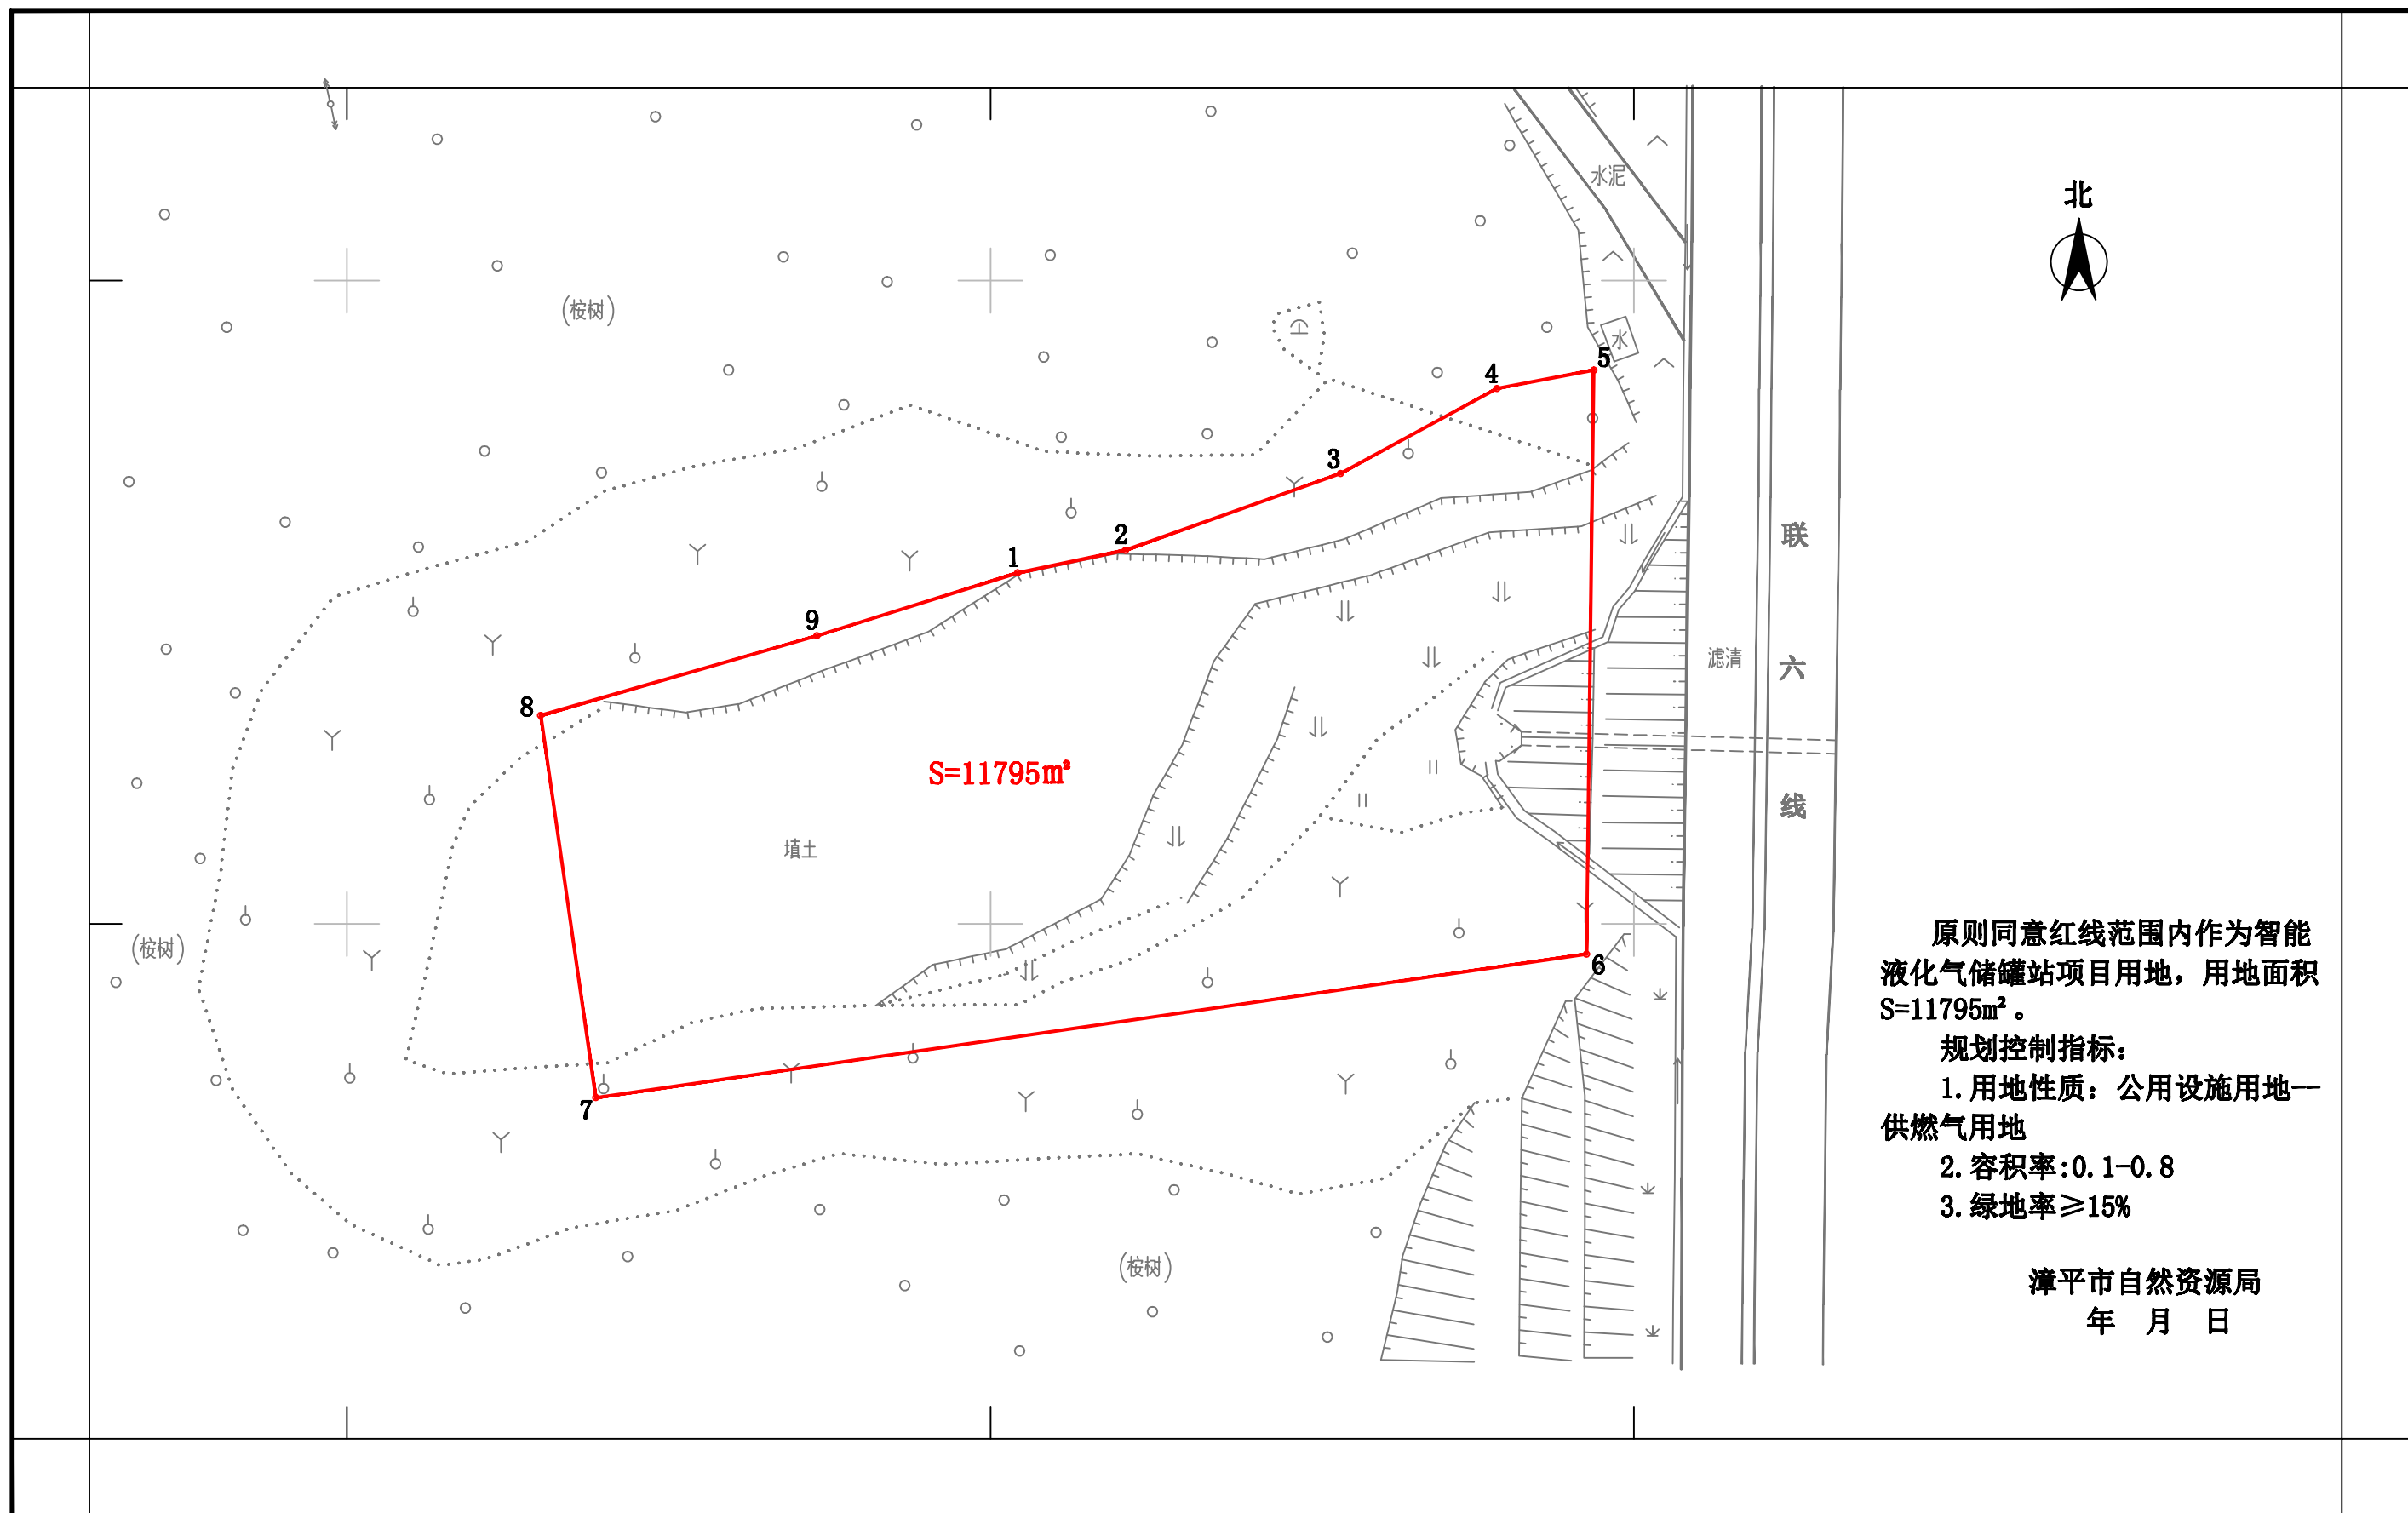 水泥
北
(桉树)
水
5
4
3
2
1
9
8
联
六
线
滤清
S=11795m²
填土
(桉树)
6
7
(桉树)
原则同意红线范围内作为智能
液化气储罐站项目用地，用地面积
S=11795m²。
规划控制指标：
1.用地性质：公用设施用地--
供燃气用地
2.容积率:0.1-0.8
3.绿地率≥15%
漳平市自然资源局
年 月 日